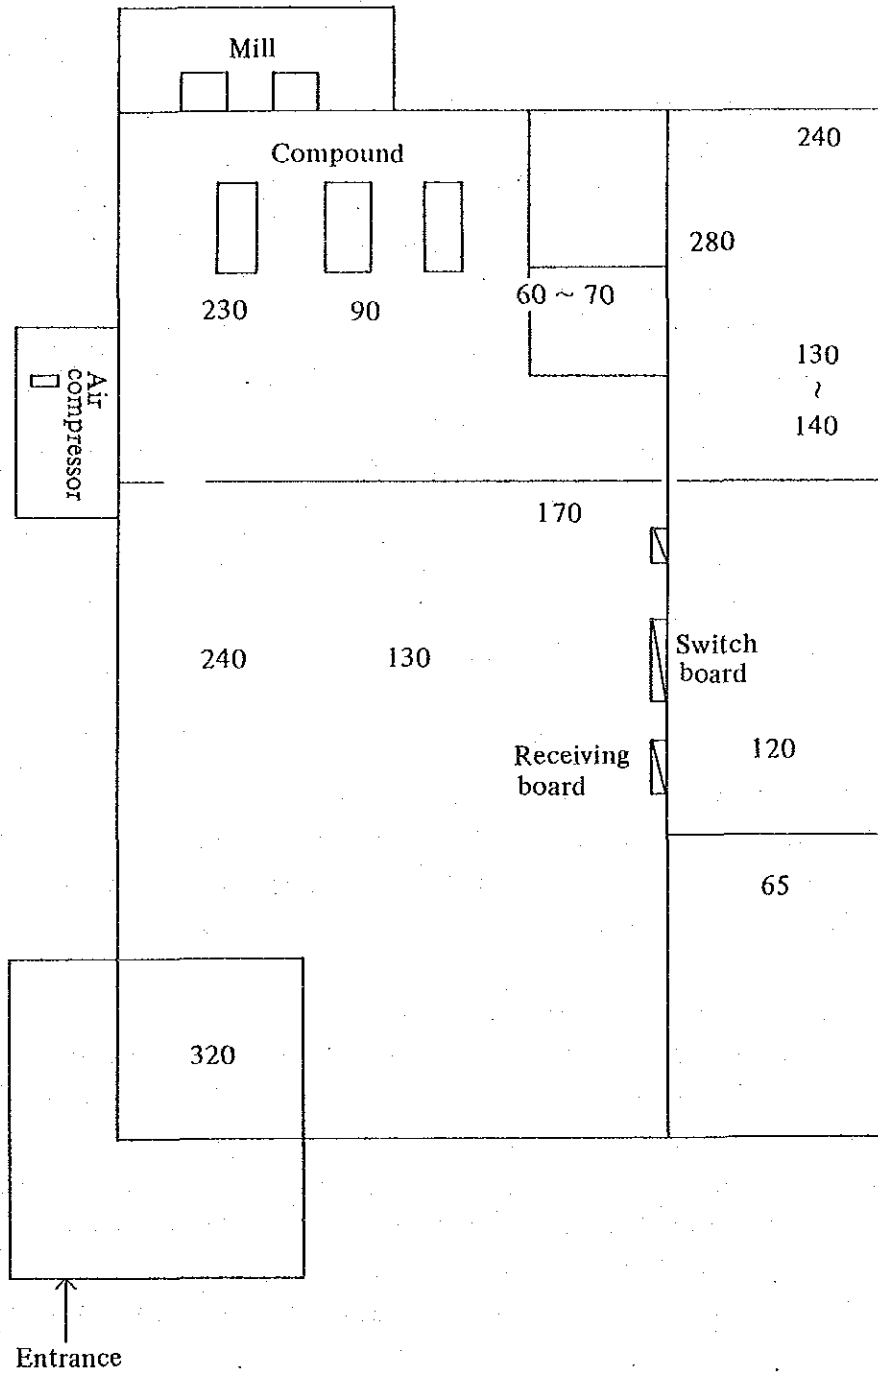 Mill
240
Compound
280
230
90
60 ~ 70
130
~
140
Air
compressor
170
240
130
Switch
board
Receiving
board
120
65
320
Entrance